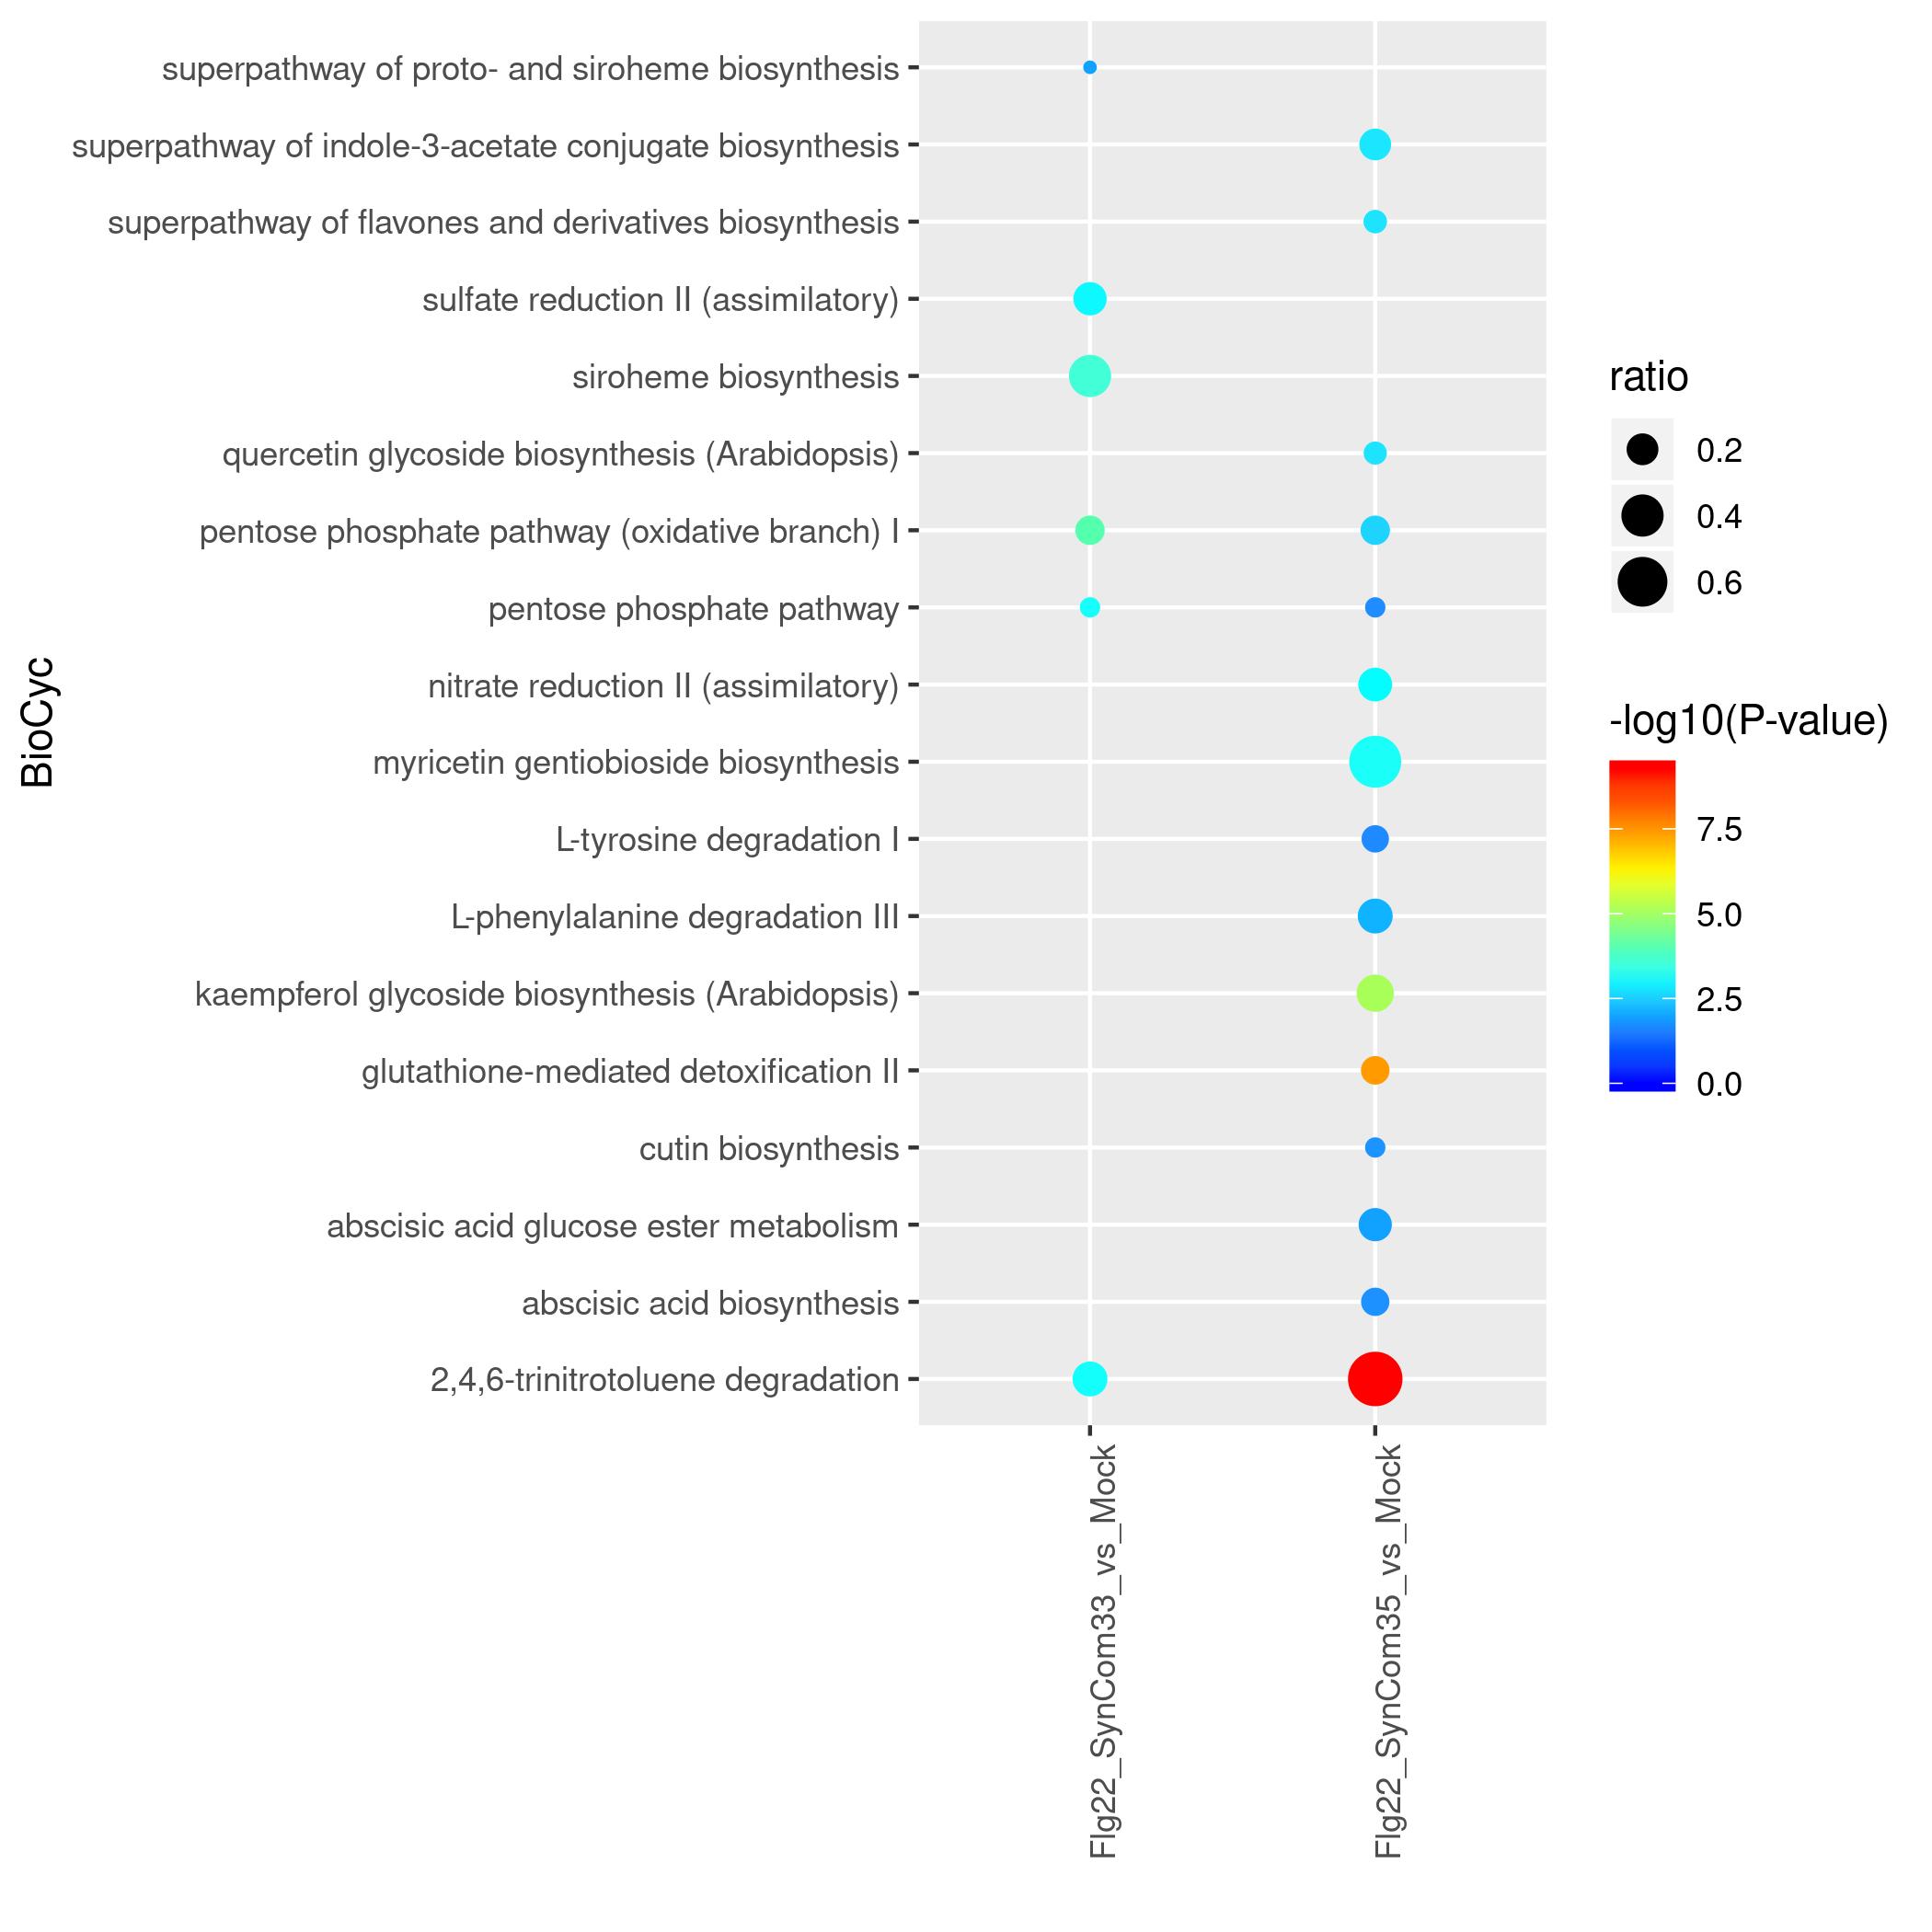 superpathway of proto- and siroheme biosynthesis
superpathway of indole-3-acetate conjugate biosynthesis
superpathway of flavones and derivatives biosynthesis
sulfate reduction II (assimilatory)
siroheme biosynthesis
quercetin glycoside biosynthesis (Arabidopsis)
pentose phosphate pathway (oxidative branch) I
pentose phosphate pathway
nitrate reduction II (assimilatory)
myricetin gentiobioside biosynthesis
L-tyrosine degradation I
L-phenylalanine degradation III
kaempferol glycoside biosynthesis (Arabidopsis)
glutathione-mediated detoxification II
cutin biosynthesis
abscisic acid glucose ester metabolism
abscisic acid biosynthesis
2,4,6-trinitrotoluene degradation
BioCyc
Flg22_SynCom33_vs_Mock
Flg22_SynCom35_vs_Mock
ratio
0.2
0.4
0.6
-log10(P-value)
7.5
5.0
2.5
0.0